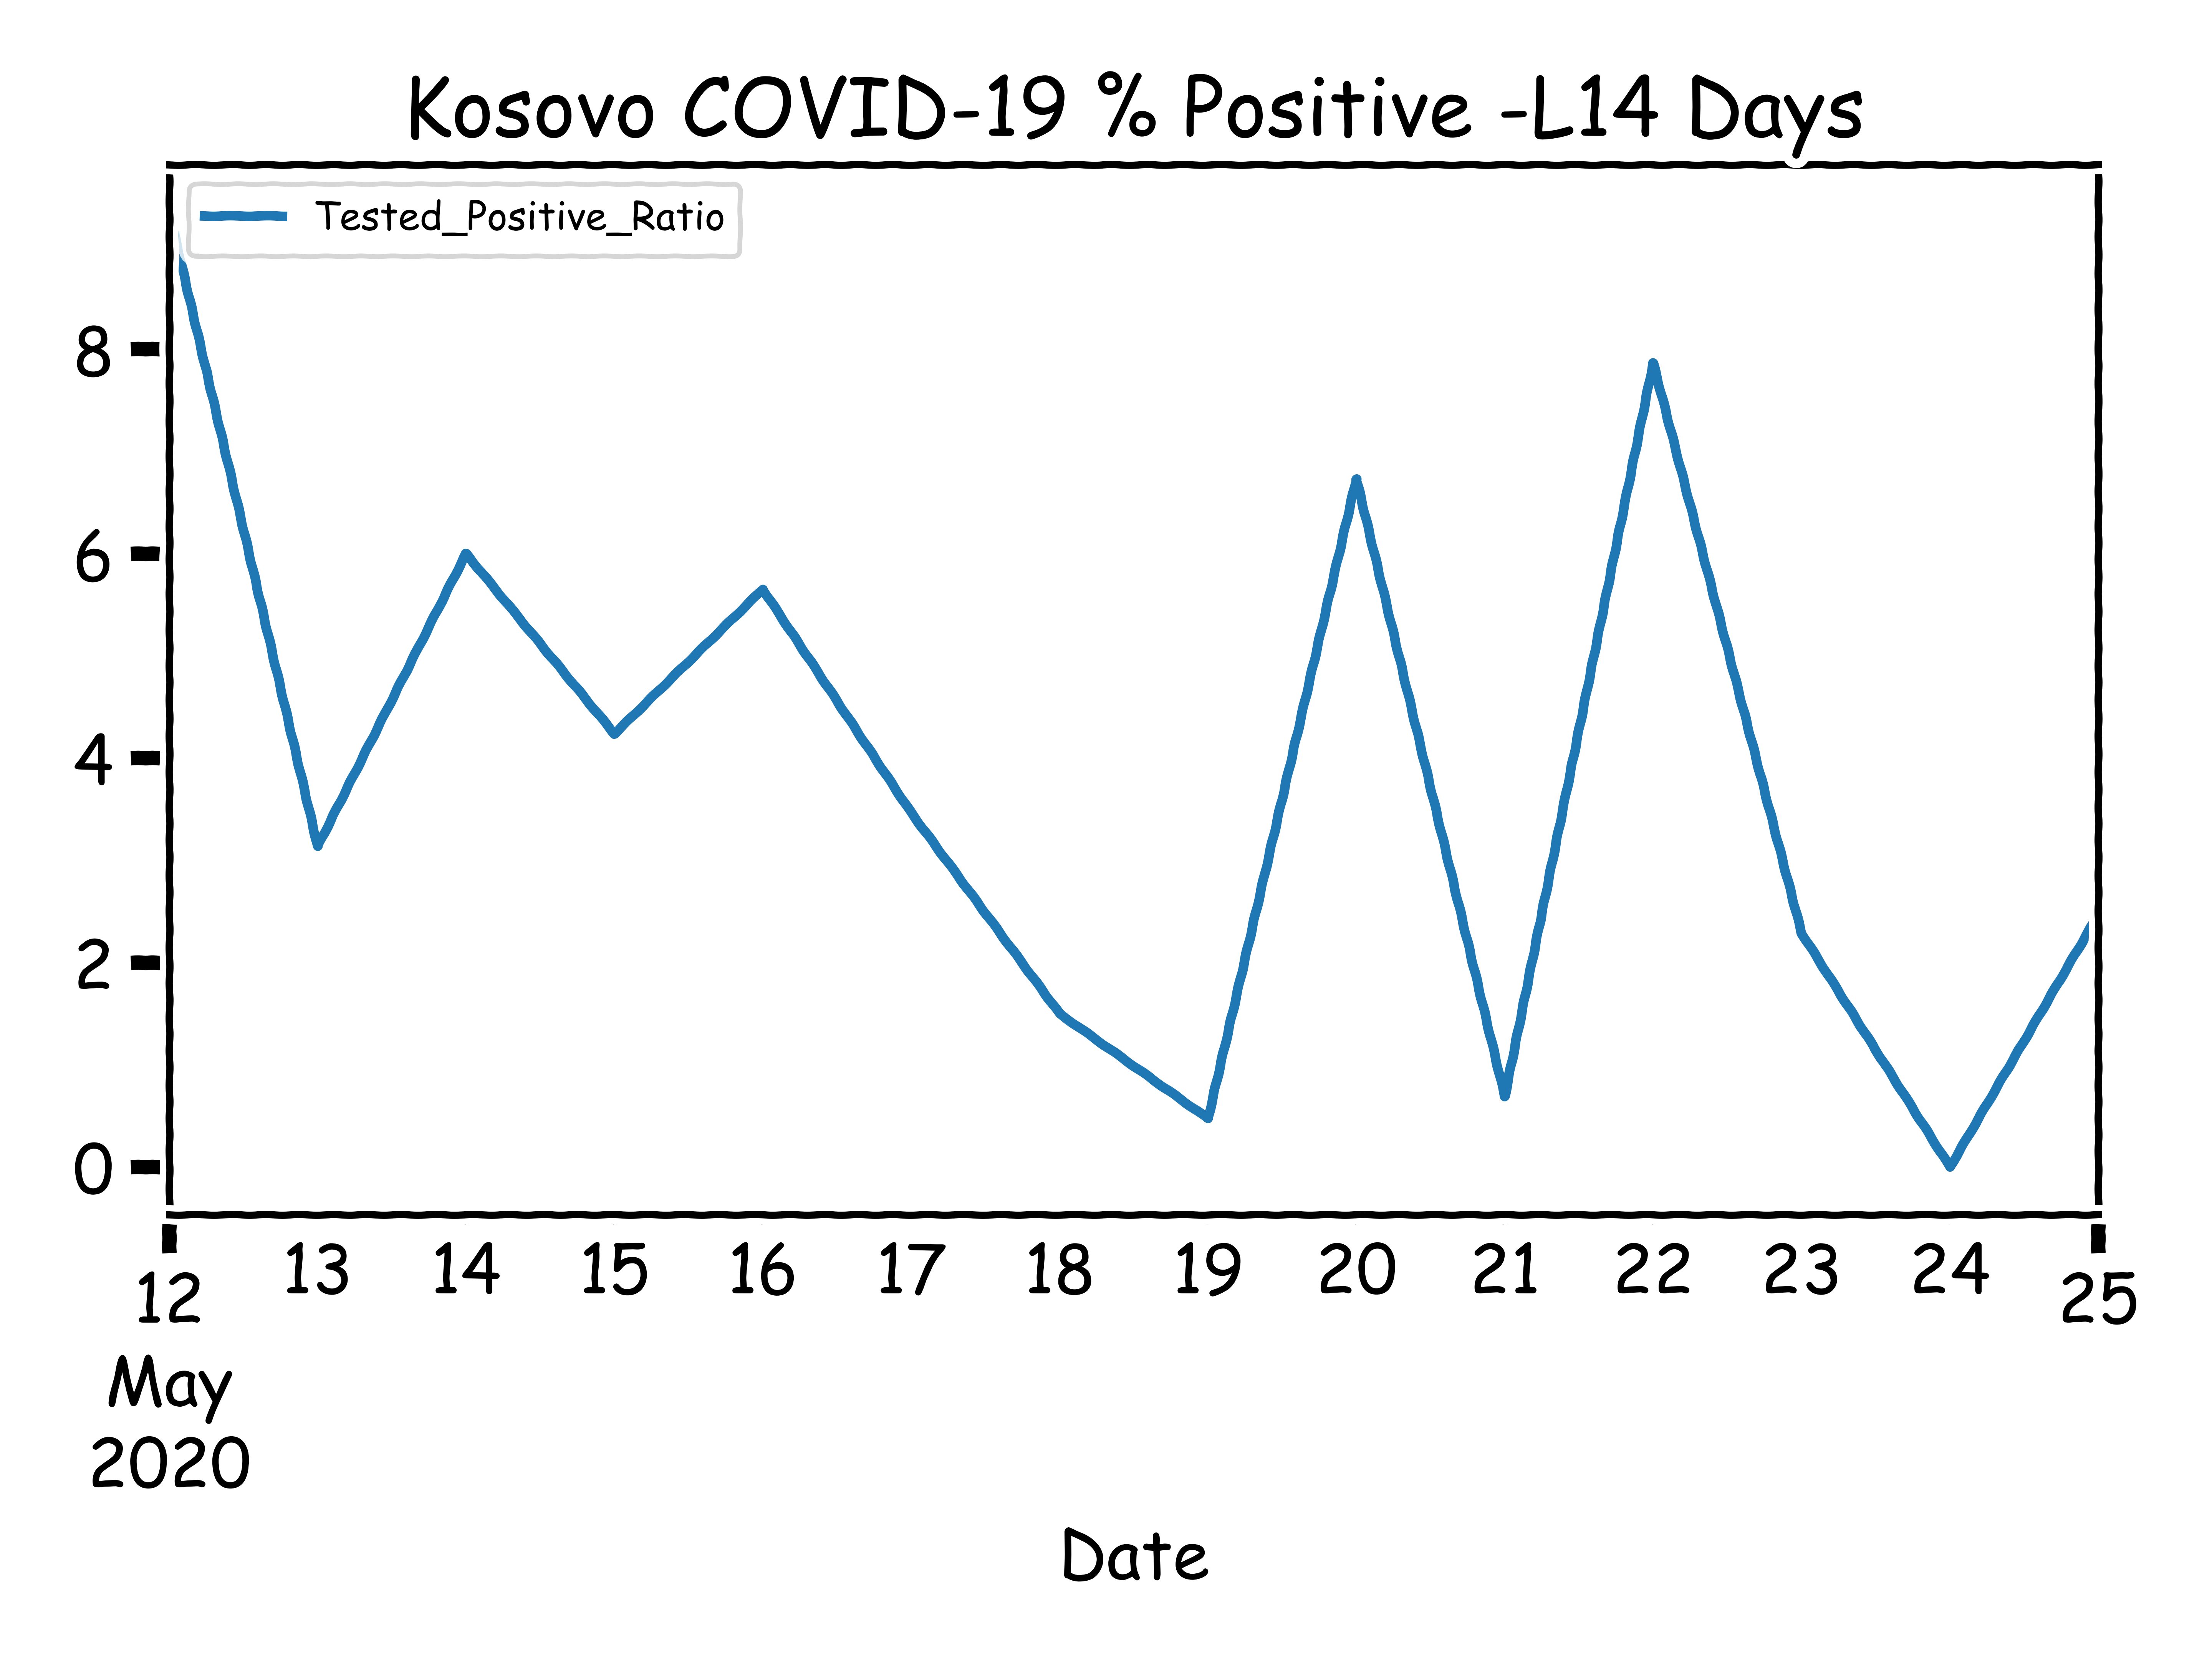 Kosovo COVID-19 % Positive -L14 Days
Tested_Positive_Ratio
8
6
4
2
0
12 13 14 15 16 17 18 19 20 21 22 23 24 25
May
2020
Date